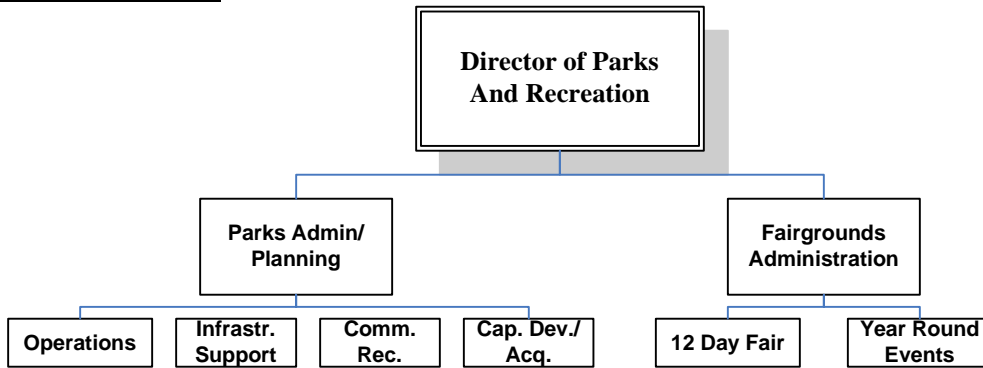 Director of Parks
And Recreation
Parks Admin/
Planning
Fairgrounds
Administration
Operations
Infrastr.
Support
Comm.
Rec.
Cap. Dev./
Acq.
12 Day Fair
Year Round
Events